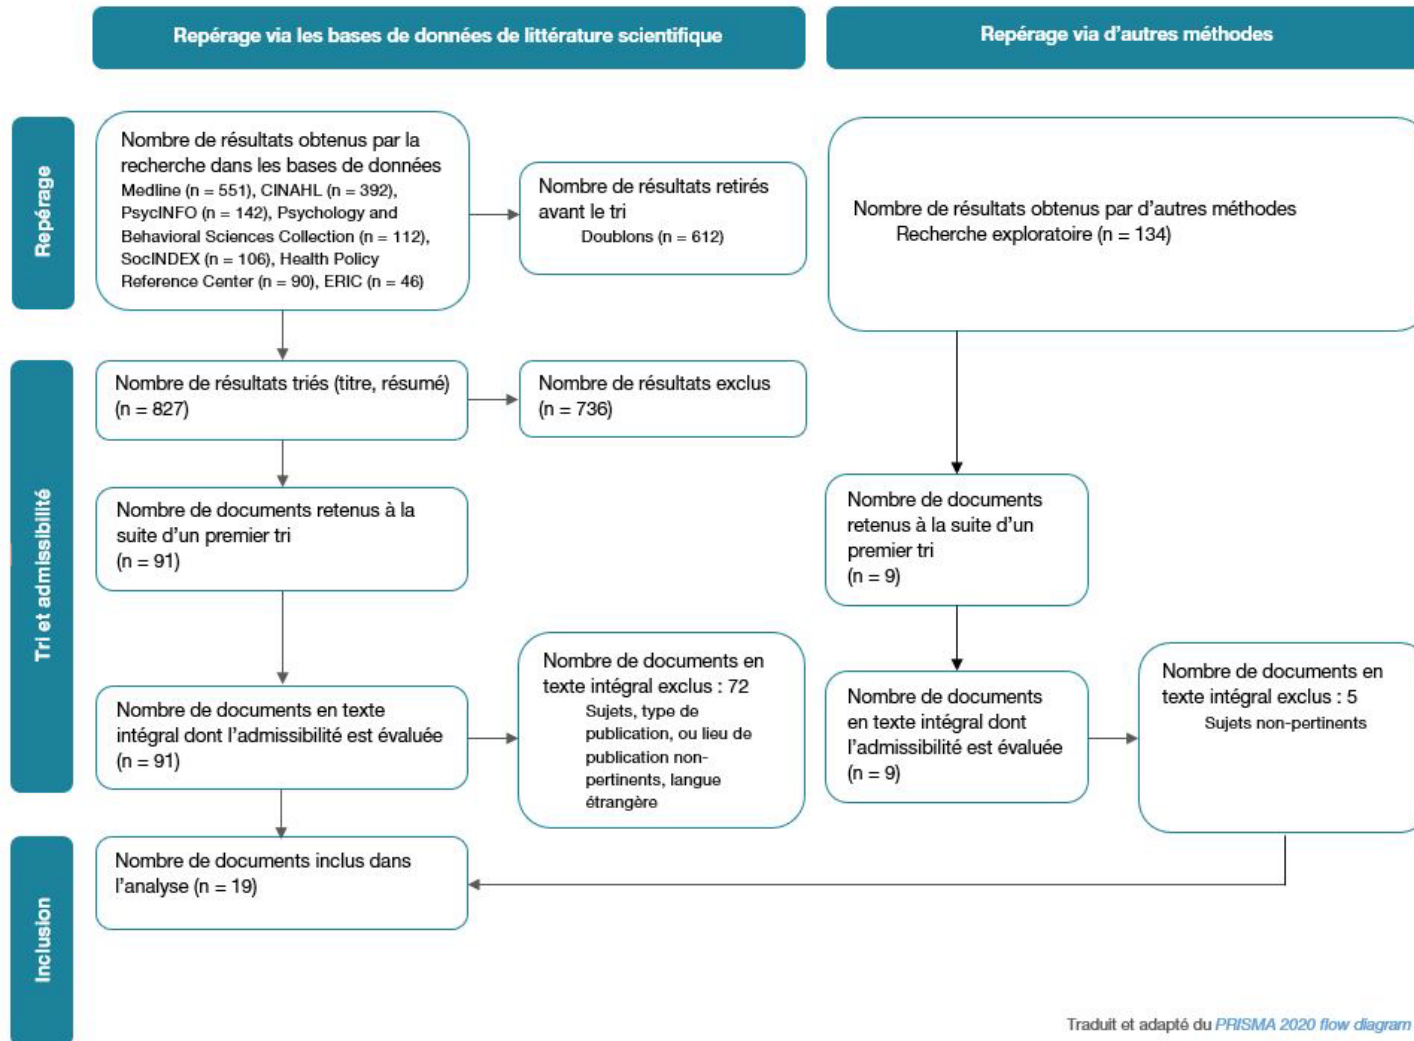 Repérage via les bases de données de littérature scientifique
Repérage via d'autres méthodes
Repérage
Nombre de résultats obtenus par la
recherche dans les bases de données
Medline (n = 551), CINAHL (n = 392),
PsycINFO (n = 142), Psychology and
Behavioral Sciences Collection (n = 112),
SocINDEX (n = 106), Health Policy
Reference Center (n = 90), ERIC (n = 46)
Nombre de résultats retirés
avant le tri
Doublons (n = 612)
Nombre de résultats obtenus par d'autres méthodes
Recherche exploratoire (n = 134)
Tri et admissibilité
Nombre de résultats triés (titre, résumé)
(n = 827)
Nombre de résultats exclus
(n = 736)
Nombre de documents retenus à la
suite d'un premier tri
(n = 91)
Nombre de documents
retenus à la suite d'un
premier tri
(n = 9)
Nombre de documents en texte
intégral dont l'admissibilité est évaluée
(n = 91)
Nombre de documents en
texte intégral exclus : 72
Sujets, type de
publication, ou lieu de
publication non-
pertinents, langue
étrangère
Nombre de documents
en texte intégral dont
l'admissibilité est évaluée
(n = 9)
Nombre de documents en
texte intégral exclus : 5
Sujets non-pertinents
Inclusion
Nombre de documents inclus dans
l'analyse (n = 19)
Traduit et adapté du PRISMA 2020 flow diagram